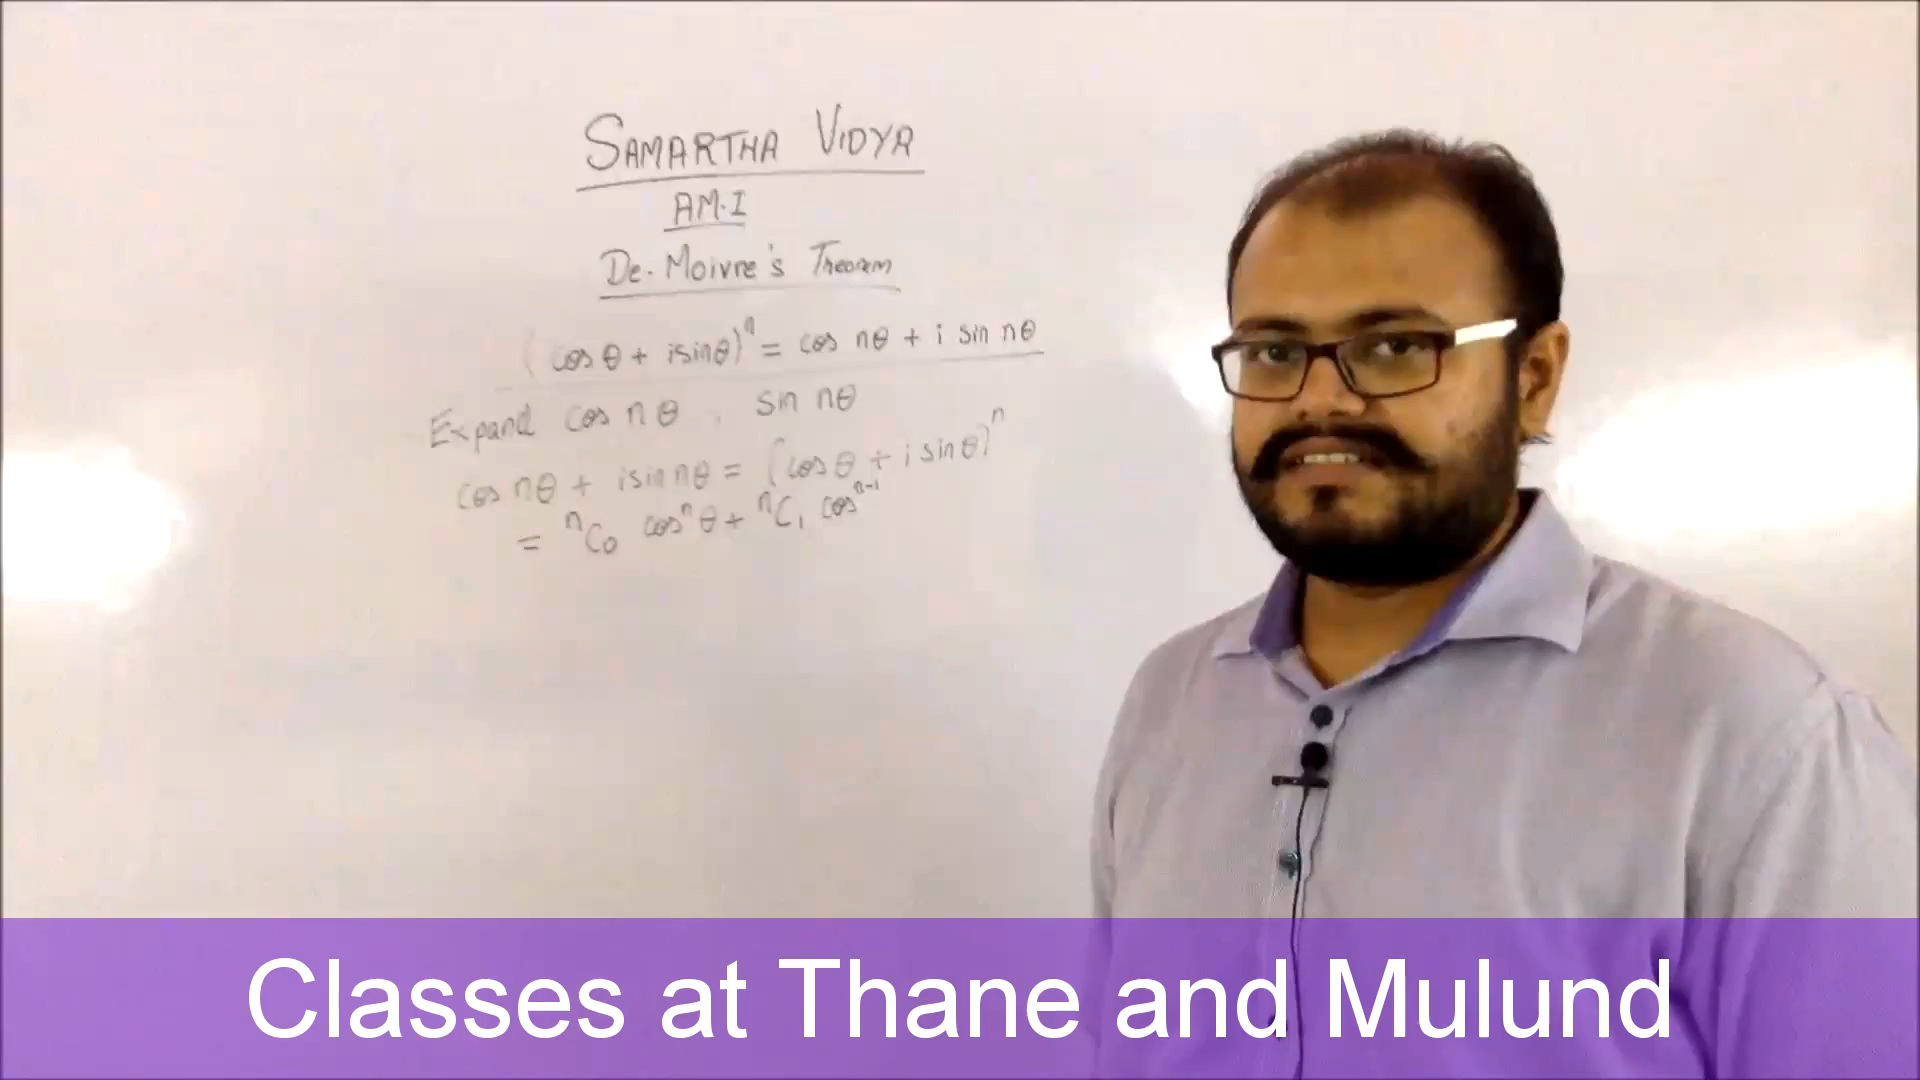 SAMARTHA VIDYA
AM-I
De-Moivre's Theorem
(cos θ + i sin θ)ⁿ = cos nθ + i sin nθ
Expand cos nθ , sin nθ
cos nθ + i sin nθ = (cos θ + i sin θ)ⁿ
= ⁿC₀ cosⁿ θ + ⁿC₁ cosⁿ⁻¹
Classes at Thane and Mulund